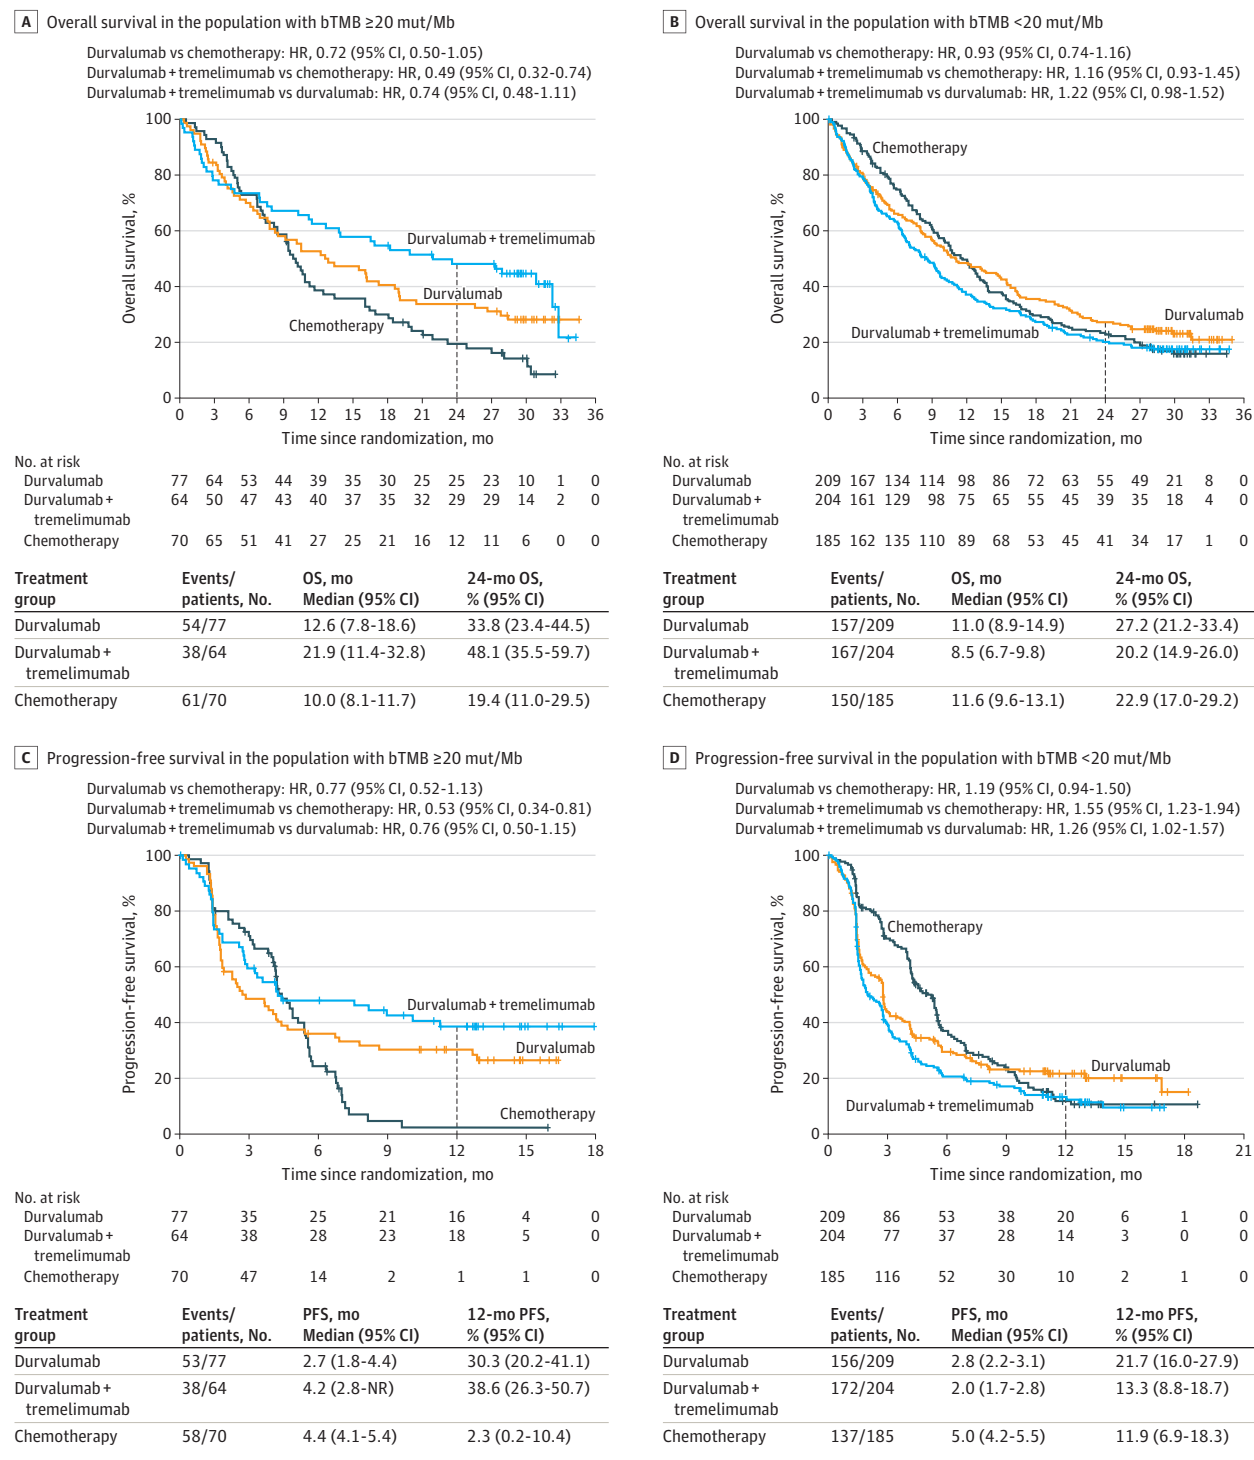 A Overall survival in the population with bTMB ≥20 mut/Mb
Durvalumab vs chemotherapy: HR, 0.72 (95% CI, 0.50-1.05)
Durvalumab + tremelimumab vs chemotherapy: HR, 0.49 (95% CI, 0.32-0.74)
Durvalumab + tremelimumab vs durvalumab: HR, 0.74 (95% CI, 0.48-1.11)
100
80
60
40
20
0
Overall survival, %
Durvalumab + tremelimumab
Durvalumab
Chemotherapy
0 3 6 9 12 15 18 21 24 27 30 33 36
Time since randomization, mo
No. at risk
Durvalumab 77 64 53 44 39 35 30 25 25 23 10 1 0
Durvalumab + 64 50 47 43 40 37 35 32 29 29 14 2 0
tremelimumab
Chemotherapy 70 65 51 41 27 25 21 16 12 11 6 0 0
Treatment Events/ OS, mo 24-mo OS,
group patients, No. Median (95% CI) % (95% CI)
Durvalumab 54/77 12.6 (7.8-18.6) 33.8 (23.4-44.5)
Durvalumab + 38/64 21.9 (11.4-32.8) 48.1 (35.5-59.7)
tremelimumab
Chemotherapy 61/70 10.0 (8.1-11.7) 19.4 (11.0-29.5)
B Overall survival in the population with bTMB <20 mut/Mb
Durvalumab vs chemotherapy: HR, 0.93 (95% CI, 0.74-1.16)
Durvalumab + tremelimumab vs chemotherapy: HR, 1.16 (95% CI, 0.93-1.45)
Durvalumab + tremelimumab vs durvalumab: HR, 1.22 (95% CI, 0.98-1.52)
100
80
60
40
20
0
Overall survival, %
Chemotherapy
Durvalumab
Durvalumab + tremelimumab
0 3 6 9 12 15 18 21 24 27 30 33 36
Time since randomization, mo
No. at risk
Durvalumab 209 167 134 114 98 86 72 63 55 49 21 8 0
Durvalumab + 204 161 129 98 75 65 55 45 39 35 18 4 0
tremelimumab
Chemotherapy 185 162 135 110 89 68 53 45 41 34 17 1 0
Treatment Events/ OS, mo 24-mo OS,
group patients, No. Median (95% CI) % (95% CI)
Durvalumab 157/209 11.0 (8.9-14.9) 27.2 (21.2-33.4)
Durvalumab + 167/204 8.5 (6.7-9.8) 20.2 (14.9-26.0)
tremelimumab
Chemotherapy 150/185 11.6 (9.6-13.1) 22.9 (17.0-29.2)
C Progression-free survival in the population with bTMB ≥20 mut/Mb
Durvalumab vs chemotherapy: HR, 0.77 (95% CI, 0.52-1.13)
Durvalumab + tremelimumab vs chemotherapy: HR, 0.53 (95% CI, 0.34-0.81)
Durvalumab + tremelimumab vs durvalumab: HR, 0.76 (95% CI, 0.50-1.15)
100
80
60
40
20
0
Progression-free survival, %
Durvalumab + tremelimumab
Durvalumab
Chemotherapy
0 3 6 9 12 15 18
Time since randomization, mo
No. at risk
Durvalumab 77 35 25 21 16 4 0
Durvalumab + 64 38 28 23 18 5 0
tremelimumab
Chemotherapy 70 47 14 2 1 1 0
Treatment Events/ PFS, mo 12-mo PFS,
group patients, No. Median (95% CI) % (95% CI)
Durvalumab 53/77 2.7 (1.8-4.4) 30.3 (20.2-41.1)
Durvalumab + 38/64 4.2 (2.8-NR) 38.6 (26.3-50.7)
tremelimumab
Chemotherapy 58/70 4.4 (4.1-5.4) 2.3 (0.2-10.4)
D Progression-free survival in the population with bTMB <20 mut/Mb
Durvalumab vs chemotherapy: HR, 1.19 (95% CI, 0.94-1.50)
Durvalumab + tremelimumab vs chemotherapy: HR, 1.55 (95% CI, 1.23-1.94)
Durvalumab + tremelimumab vs durvalumab: HR, 1.26 (95% CI, 1.02-1.57)
100
80
60
40
20
0
Progression-free survival, %
Chemotherapy
Durvalumab
Durvalumab + tremelimumab
0 3 6 9 12 15 18 21
Time since randomization, mo
No. at risk
Durvalumab 209 86 53 38 20 6 1 0
Durvalumab + 204 77 37 28 14 3 0 0
tremelimumab
Chemotherapy 185 116 52 30 10 2 1 0
Treatment Events/ PFS, mo 12-mo PFS,
group patients, No. Median (95% CI) % (95% CI)
Durvalumab 156/209 2.8 (2.2-3.1) 21.7 (16.0-27.9)
Durvalumab + 172/204 2.0 (1.7-2.8) 13.3 (8.8-18.7)
tremelimumab
Chemotherapy 137/185 5.0 (4.2-5.5) 11.9 (6.9-18.3)